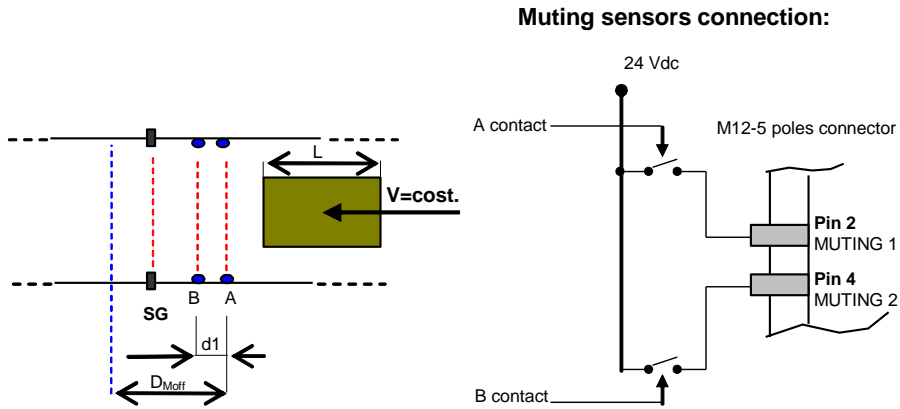 Muting sensors connection:
24 Vdc
A contact
M12-5 poles connector
L
V=cost.
Pin 2
MUTING 1
Pin 4
MUTING 2
B A
SG
d1
DMoff
B contact